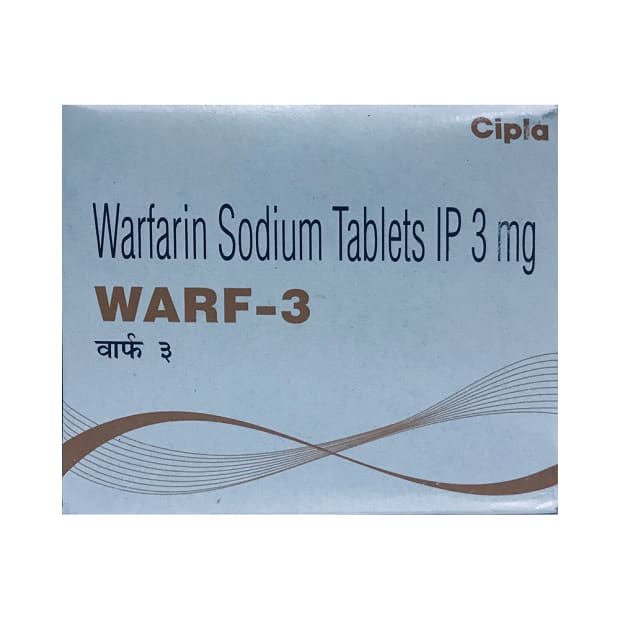 Cipla
Warfarin Sodium Tablets IP 3 mg
WARF-3
वार्फ ३